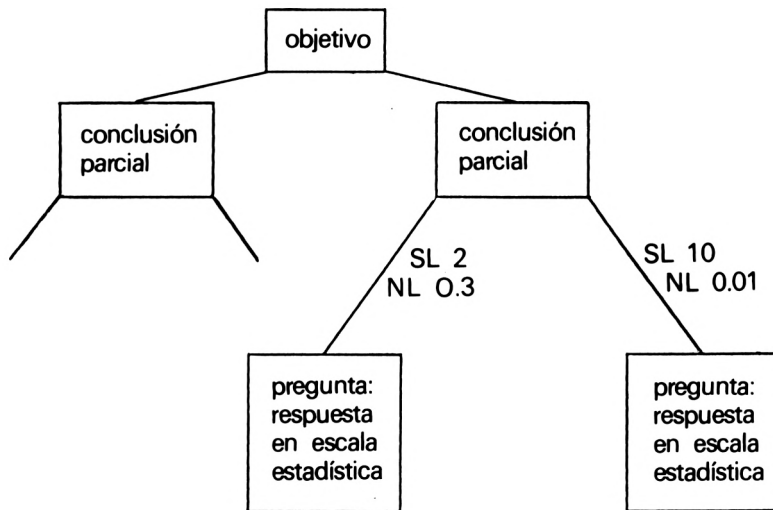 objetivo
conclusión
parcial
conclusión
parcial
SL 2
NL 0.3
SL 10
NL 0.01
pregunta:
respuesta
en escala
estadística
pregunta:
respuesta
en escala
estadística